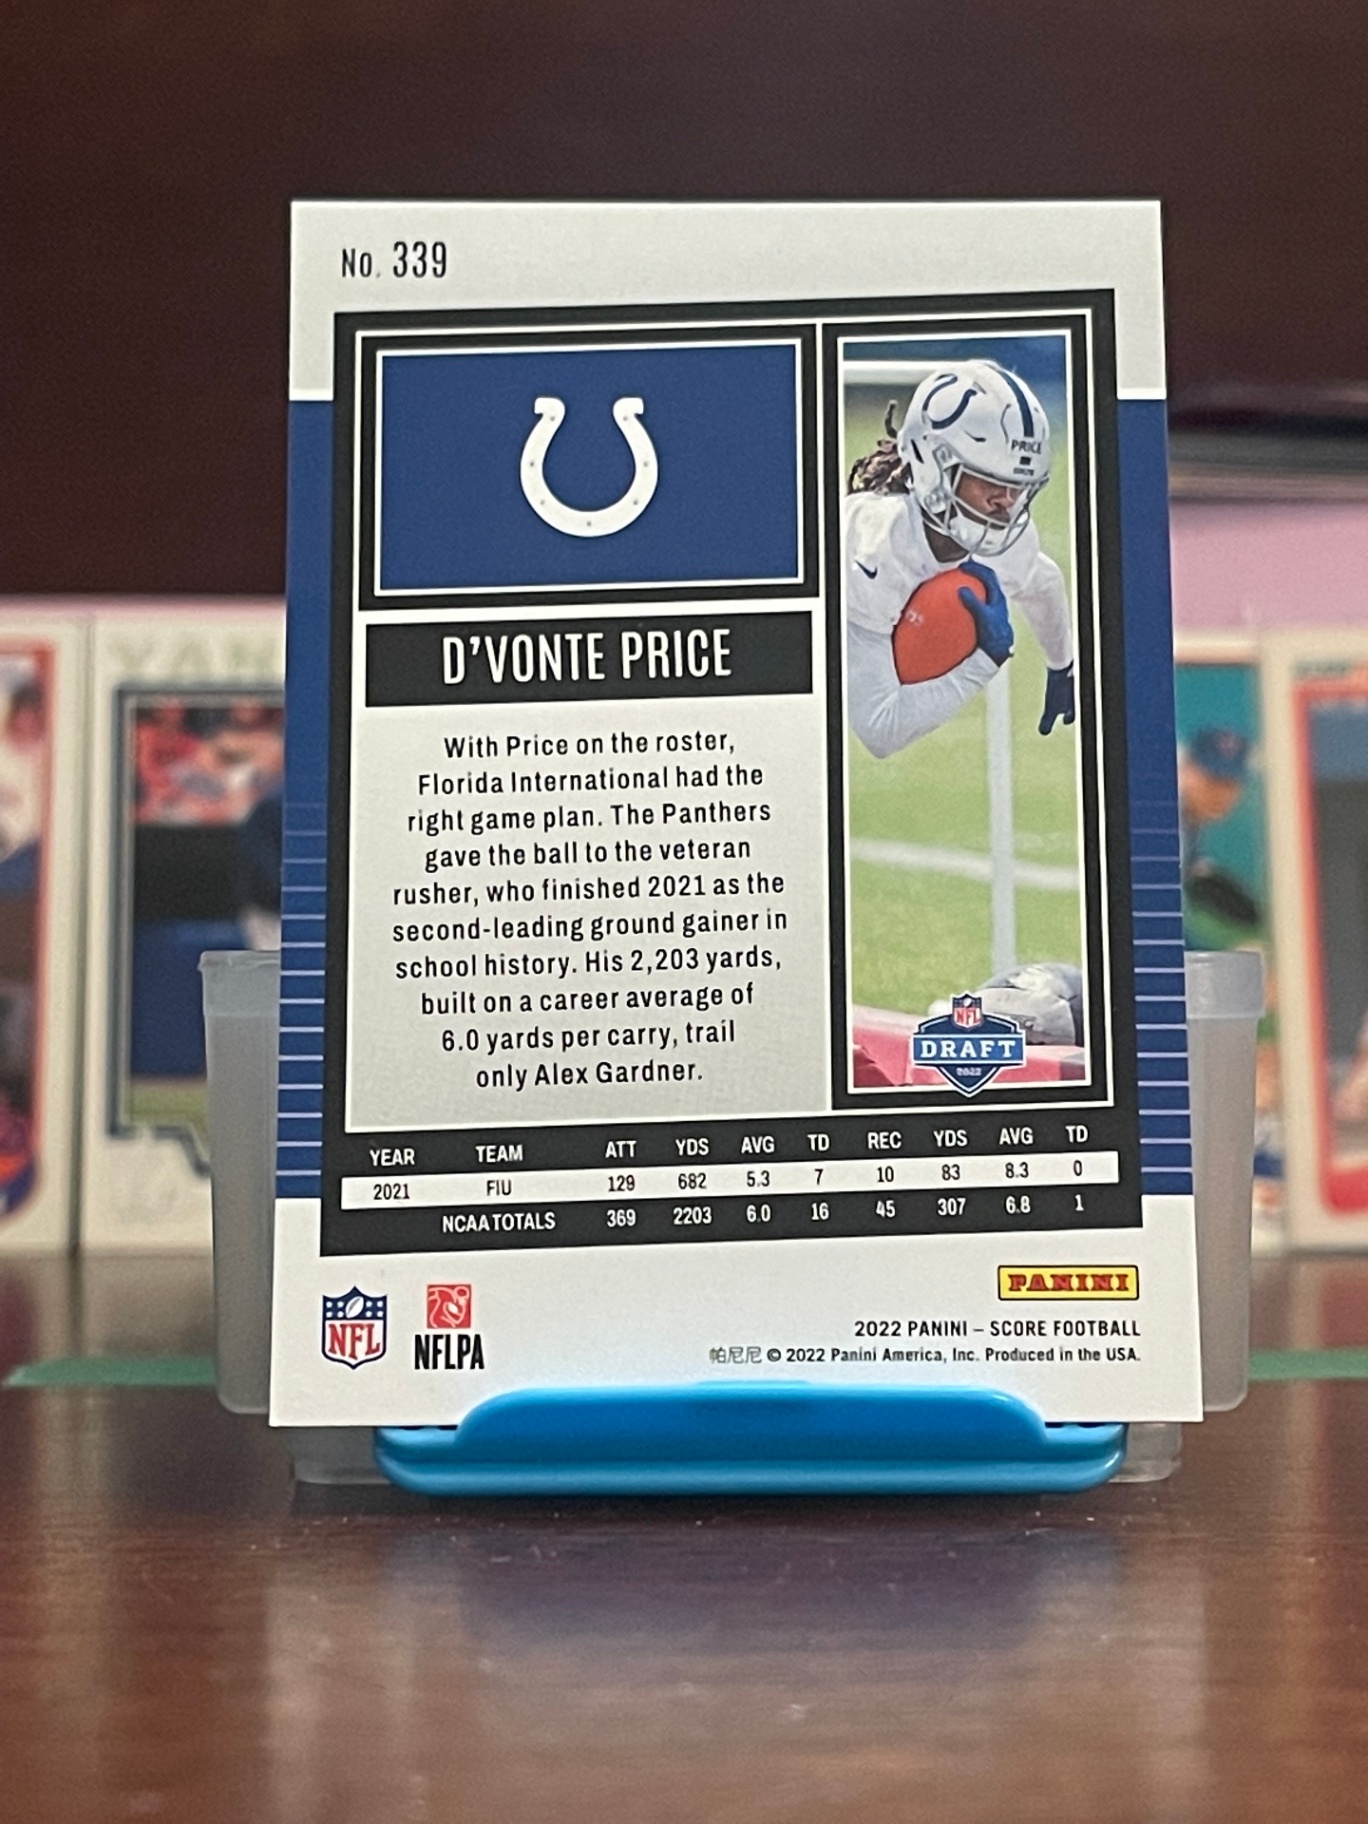 No. 339
PRICE
D'VONTE PRICE
With Price on the roster,
Florida International had the
right game plan. The Panthers
gave the ball to the veteran
rusher, who finished 2021 as the
second-leading ground gainer in
school history. His 2,203 yards,
built on a career average of
6.0 yards per carry, trail
only Alex Gardner.
NFL
DRAFT
2022
YEAR TEAM ATT YDS AVG TD REC YDS AVG TD
2021 FIU 129 682 5.3 7 10 83 8.3 0
NCAA TOTALS 369 2203 6.0 16 45 307 6.8 1
NFL
NFLPA
PANINI
2022 PANINI – SCORE FOOTBALL
帕尼尼 © 2022 Panini America, Inc. Produced in the USA.